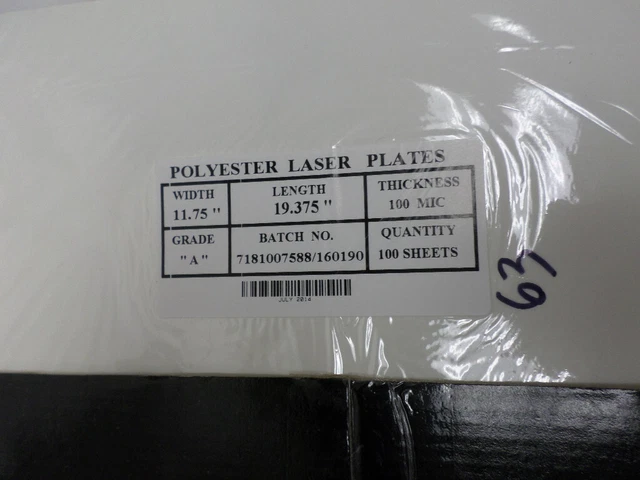 POLYESTER LASER PLATES
WIDTH LENGTH THICKNESS
11.75 " 19.375 " 100 MIC
GRADE BATCH NO. QUANTITY
" A " 7181007588/160190 100 SHEETS
JULY 2014
63